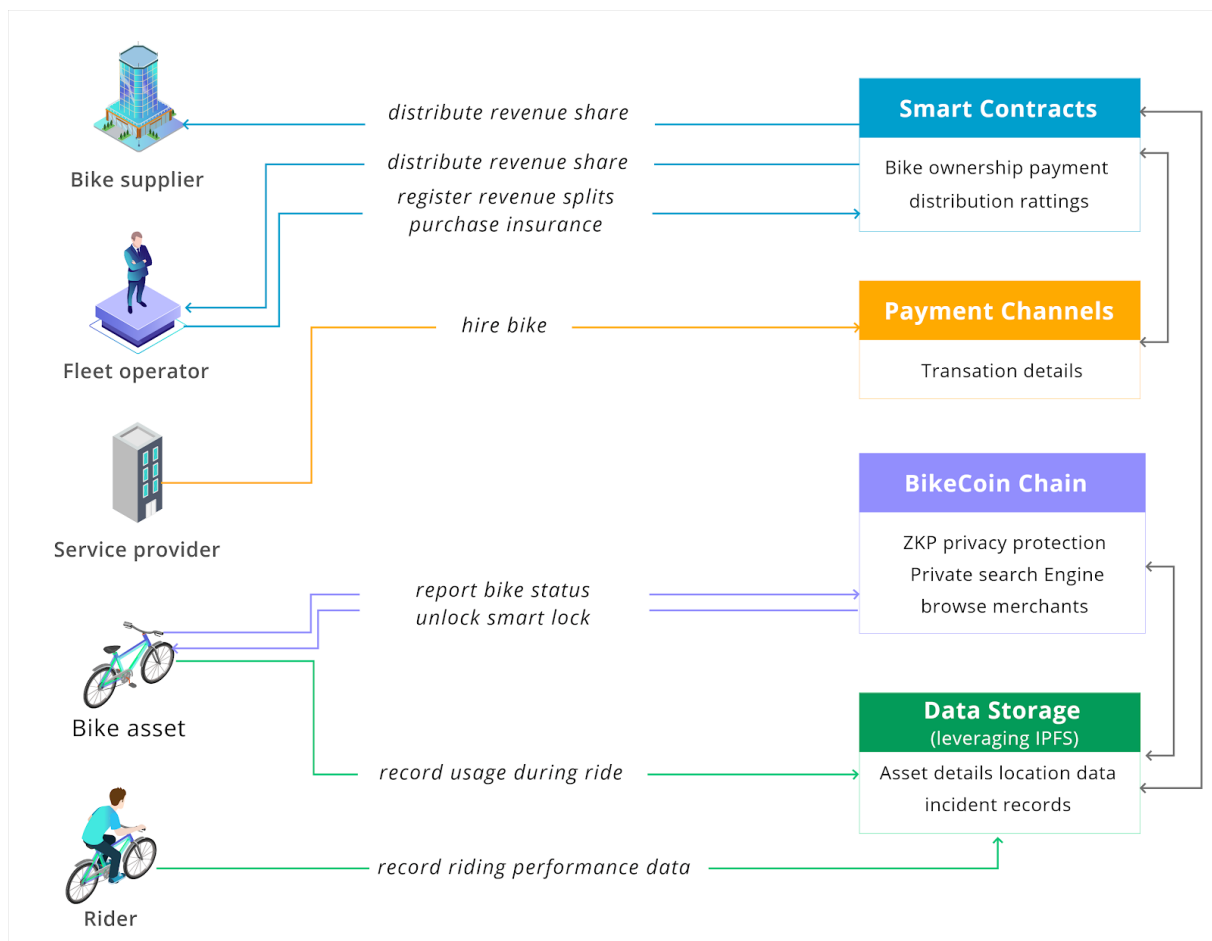 distribute revenue share
Smart Contracts
Bike supplier
distribute revenue share
Bike ownership payment
distribution rattings
register revenue splits
purchase insurance
Fleet operator
hire bike
Payment Channels
Transation details
Service provider
BikeCoin Chain
ZKP privacy protection
Private search Engine
browse merchants
report bike status
unlock smart lock
Bike asset
Data Storage
(leveraging IPFS)
record usage during ride
Asset details location data
incident records
record riding performance data
Rider